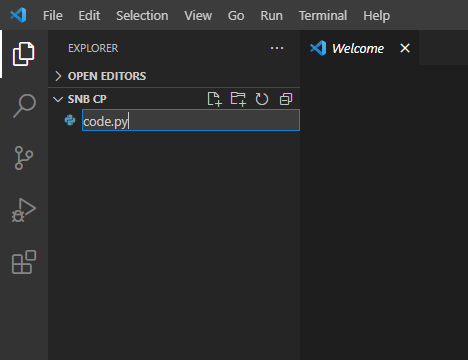 File Edit Selection View Go Run Terminal Help
EXPLORER
Welcome
OPEN EDITORS
SNB CP
code.py